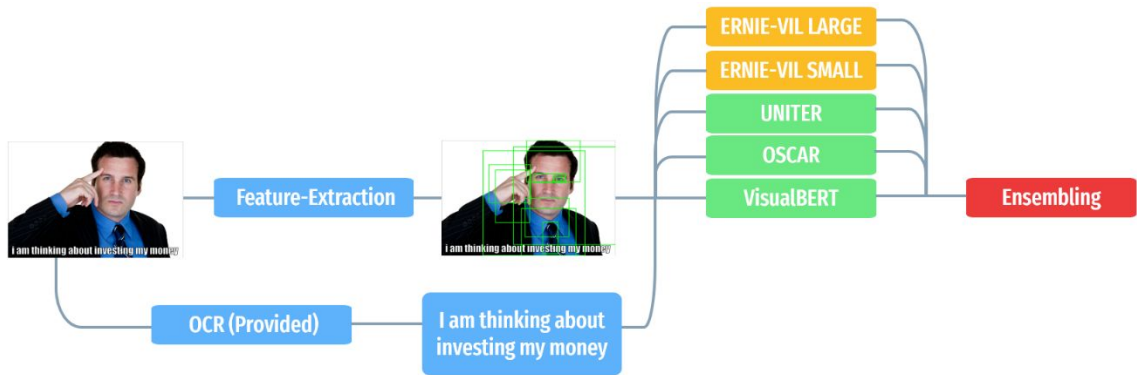 ERNIE-VIL LARGE
ERNIE-VIL SMALL
UNITER
OSCAR
VisualBERT
Feature-Extraction
Ensembling
i am thinking about investing my money
i am thinking about investing my money
OCR (Provided)
I am thinking about
investing my money